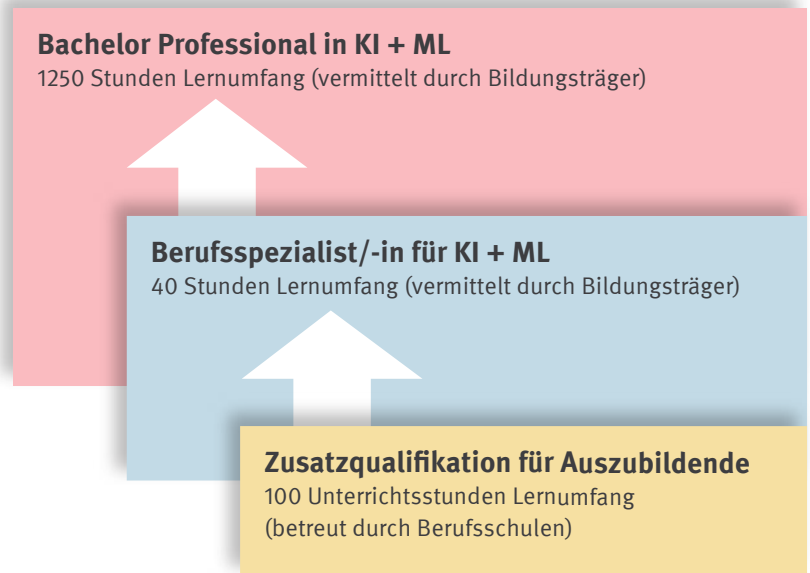 Bachelor Professional in KI + ML
1250 Stunden Lernumfang (vermittelt durch Bildungsträger)
Berufsspezialist/-in für KI + ML
40 Stunden Lernumfang (vermittelt durch Bildungsträger)
Zusatzqualifikation für Auszubildende
100 Unterrichtsstunden Lernumfang
(betreut durch Berufsschulen)